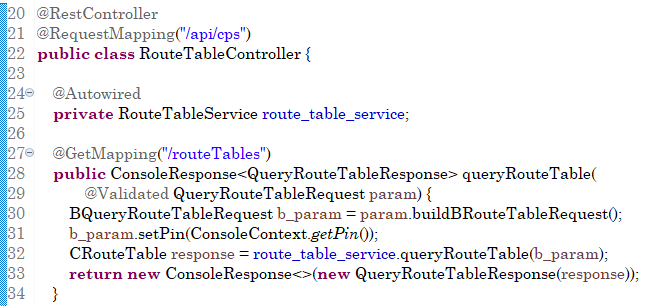 20 @RestController
21 @RequestMapping("/api/cps")
22 public class RouteTableController {
23
24 @Autowired
25 private RouteTableService route_table_service;
26
27 @GetMapping("/routeTables")
28 public ConsoleResponse<QueryRouteTableResponse> queryRouteTable(
29 @Validated QueryRouteTableRequest param) {
30 BQueryRouteTableRequest b_param = param.buildBRouteTableRequest();
31 b_param.setPin(ConsoleContext.getPin());
32 CRouteTable response = route_table_service.queryRouteTable(b_param);
33 return new ConsoleResponse<>(new QueryRouteTableResponse(response));
34 }